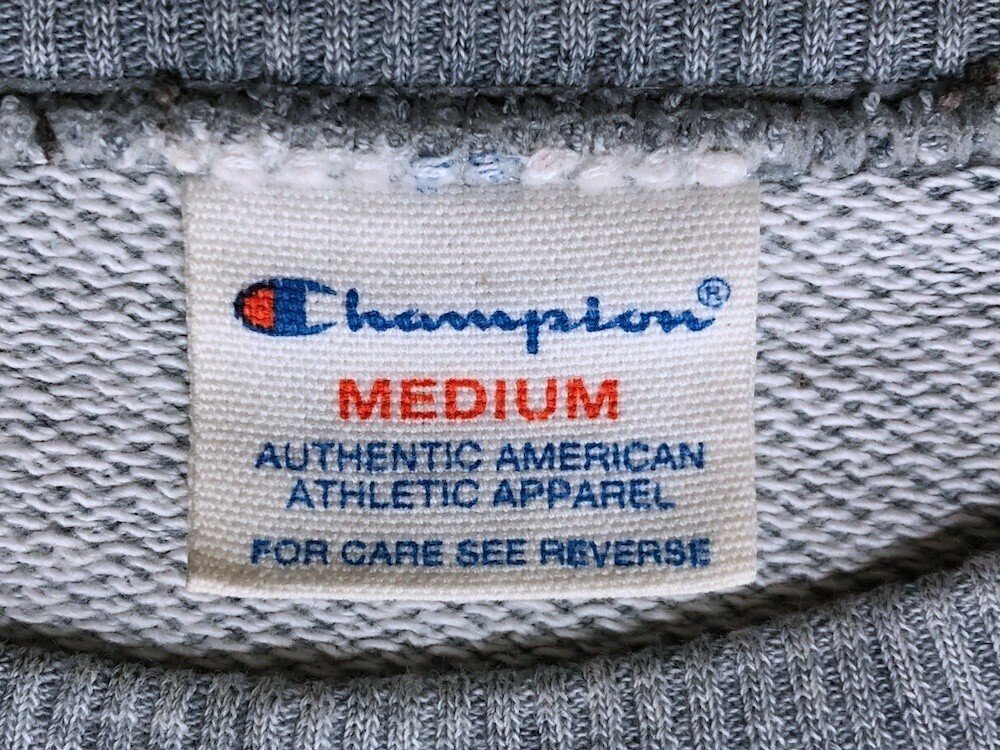 Champion®
MEDIUM
AUTHENTIC AMERICAN
ATHLETIC APPAREL
FOR CARE SEE REVERSE